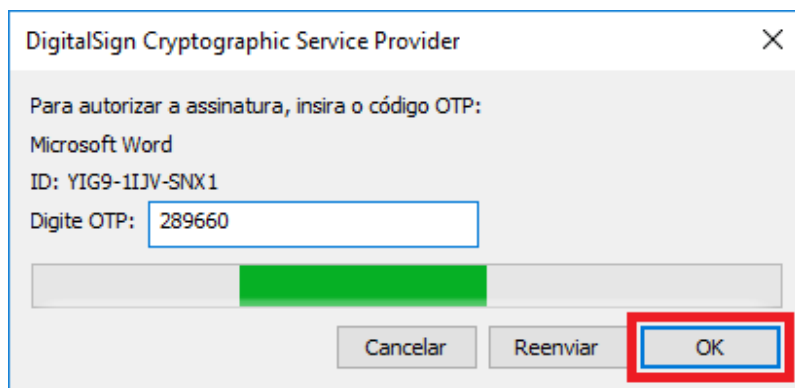 DigitalSign Cryptographic Service Provider
Para autorizar a assinatura, insira o código OTP:
Microsoft Word
ID: YIG9-1IJV-SNX1
Digite OTP: 289660
Cancelar Reenviar OK